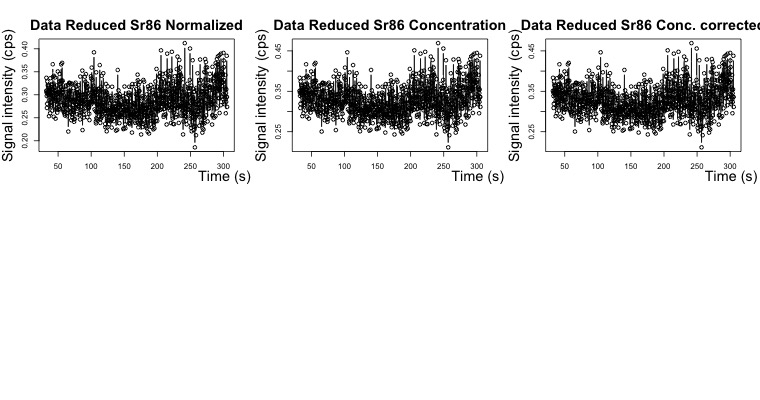 Data Reduced Sr86 Normalized
Signal intensity (cps)
0.40
0.35
0.30
0.25
0.20
50 100 150 200 250 300
Time (s)
Data Reduced Sr86 Concentration
Signal intensity (cps)
0.45
0.35
0.25
50 100 150 200 250 300
Time (s)
Data Reduced Sr86 Conc. corrected
Signal intensity (cps)
0.45
0.35
0.25
50 100 150 200 250 300
Time (s)